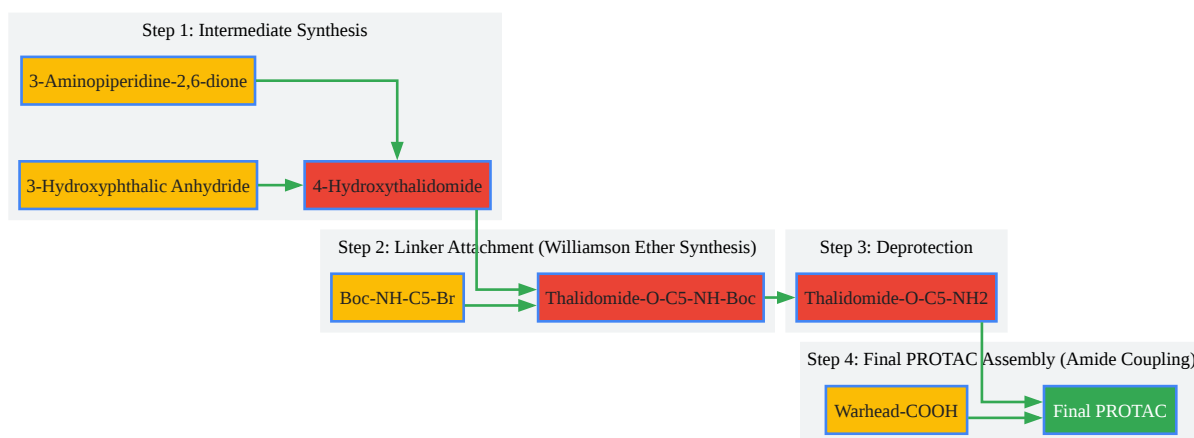 Step 1: Intermediate Synthesis
3-Aminopiperidine-2,6-dione
3-Hydroxyphthalic Anhydride
4-Hydroxythalidomide
Step 2: Linker Attachment (Williamson Ether Synthesis)
Boc-NH-C5-Br
Thalidomide-O-C5-NH-Boc
Step 3: Deprotection
Thalidomide-O-C5-NH2
Step 4: Final PROTAC Assembly (Amide Coupling)
Warhead-COOH
Final PROTAC